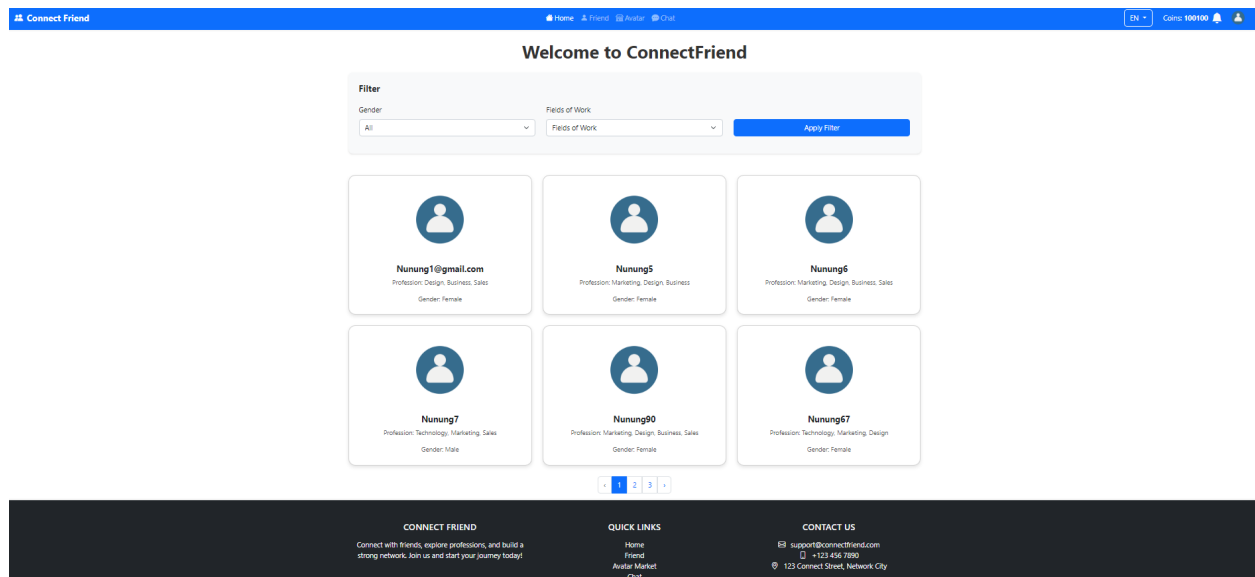 Connect Friend
Home Friend Avatar Chat
EN Coins: 100100
Welcome to ConnectFriend
Filter
Gender Fields of Work
All Fields of Work Apply Filter
Nunung1@gmail.com
Profession: Design, Business, Sales
Gender: Female
Nunung5
Profession: Marketing, Design, Business
Gender: Female
Nunung6
Profession: Marketing, Design, Business, Sales
Gender: Female
Nunung7
Profession: Technology, Marketing, Sales
Gender: Male
Nunung90
Profession: Marketing, Design, Business, Sales
Gender: Female
Nunung67
Profession: Technology, Marketing, Design
Gender: Female
‹ 1 2 3 ›
CONNECT FRIEND
Connect with friends, explore professions, and build a
strong network. Join us and start your journey today!
QUICK LINKS
Home
Friend
Avatar Market
Chat
CONTACT US
support@connectfriend.com
+123 456 7890
123 Connect Street, Network City